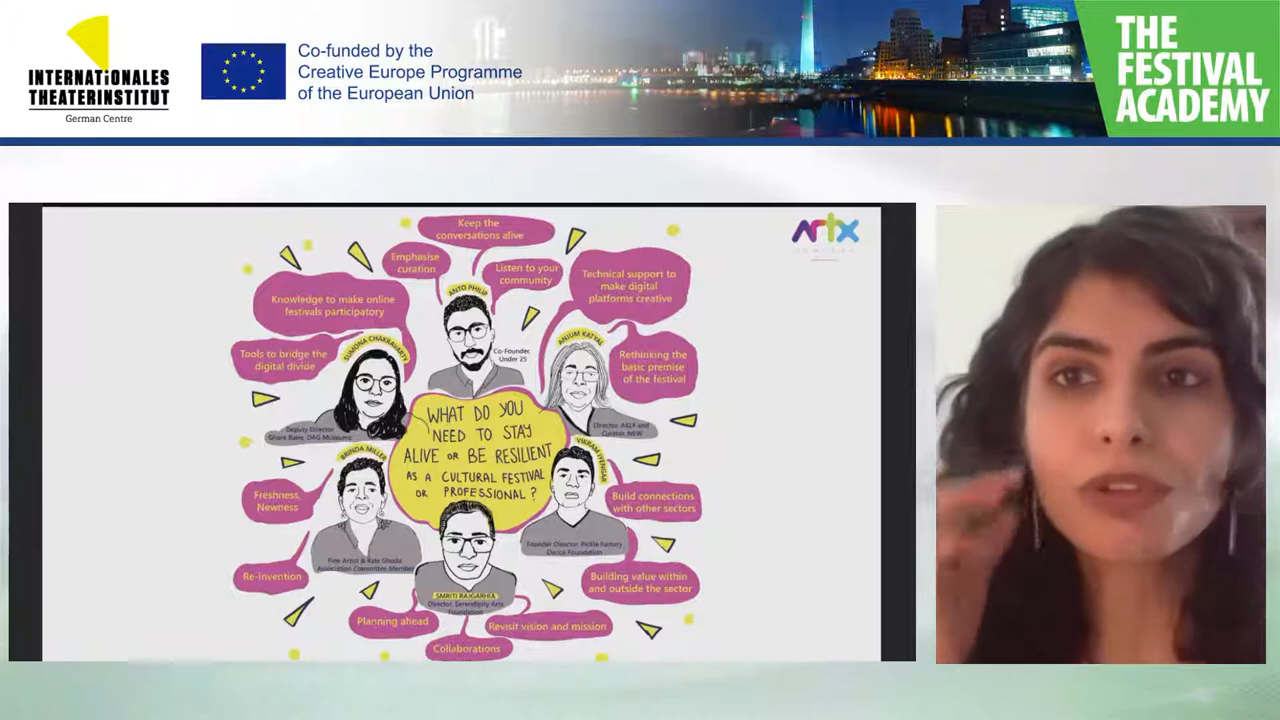 INTERNATiONALES
THEATERINSTITUT
German Centre
Co-funded by the
Creative Europe Programme
of the European Union
THE
FESTIVAL
ACADEMY
artx
Keep the
conversations alive
Emphasise
curation
Listen to your
community
Technical support to
make digital
platforms creative
Knowledge to make online
festivals participatory
ANTO PHILIP
Co-Founder,
Under 25
Tools to bridge the
digital divide
SUMONA CHAKRAVARTY
Deputy Director
Ghare Baire, DAG Museums
ANJUM KATYAL
Rethinking the
basic premise
of the festival
Director, AKLF and
Curator, NEW
WHAT DO YOU
NEED TO STAY
ALIVE OR BE RESILIENT
AS A CULTURAL FESTIVAL
OR PROFESSIONAL?
BRINDA MILLER
Freshness,
Newness
Fine Artist & Kala Ghoda
Association Committee Member
Re-invention
VIKRAM IYENGAR
Build connections
with other sectors
Founder Director, Pickle Factory
Dance Foundation
Building value within
and outside the sector
SMRITI RAJGARHIA
Director, Serendipity Arts
Foundation
Planning ahead
Revisit vision and mission
Collaborations